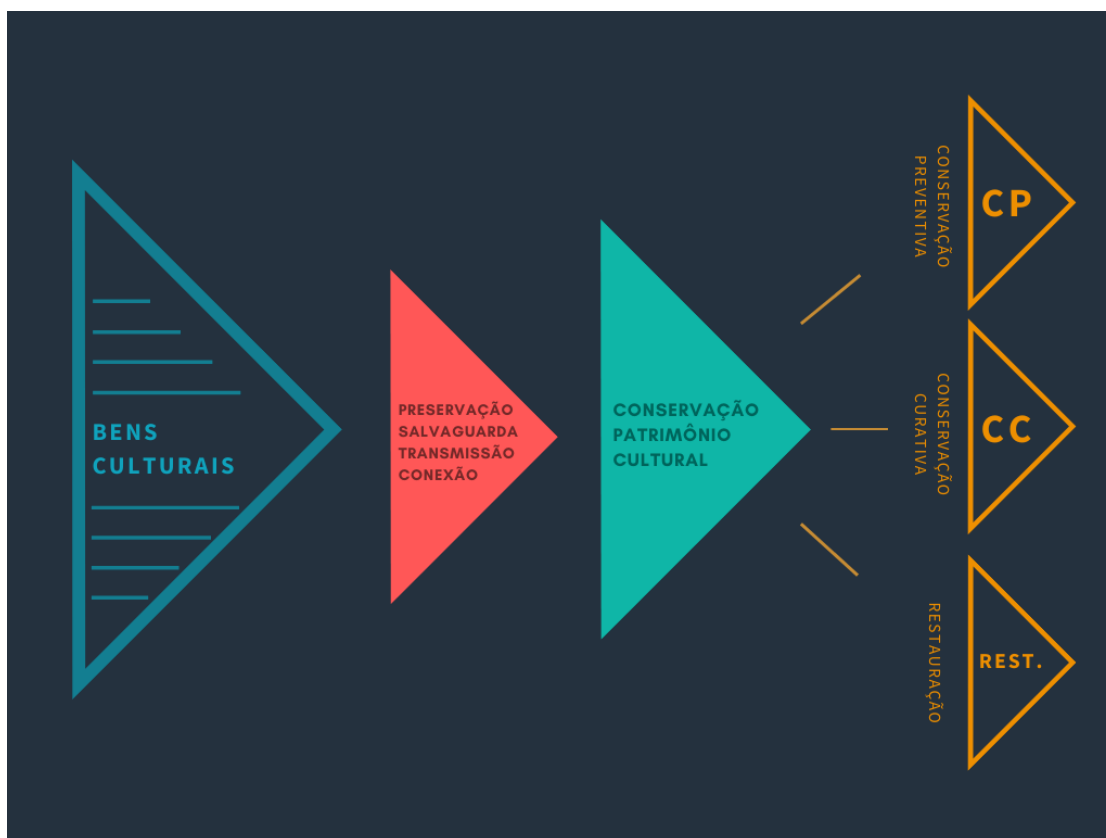 BENS
CULTURAIS
PRESERVAÇÃO
SALVAGUARDA
TRANSMISSÃO
CONEXÃO
CONSERVAÇÃO
PATRIMÔNIO
CULTURAL
CONSERVAÇÃO
PREVENTIVA
CP
CONSERVAÇÃO
CURATIVA
CC
RESTAURAÇÃO
REST.